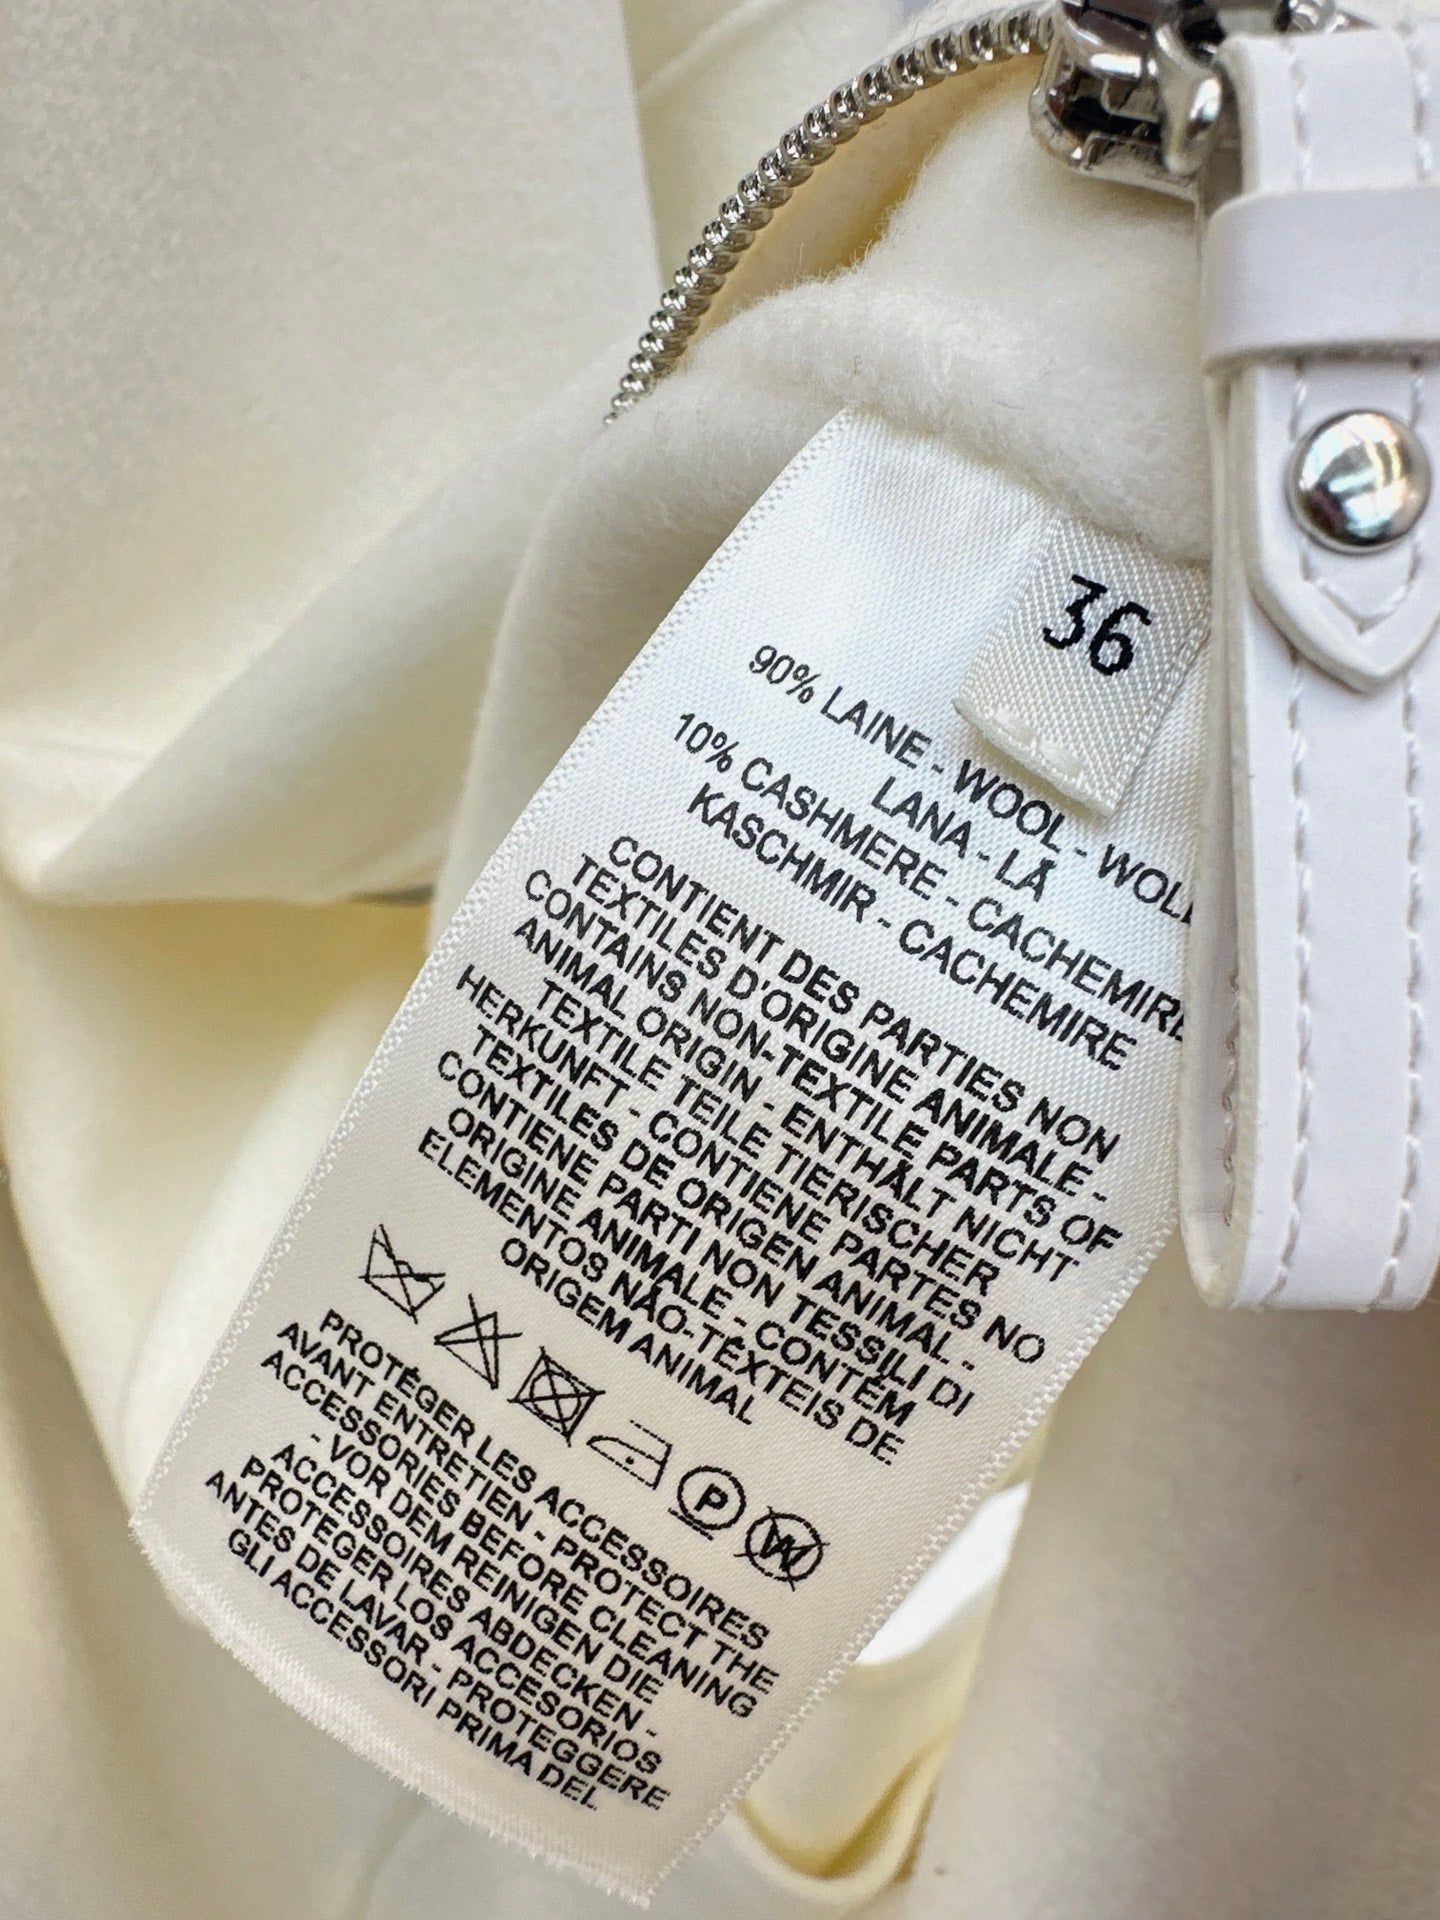 36
90% LAINE - WOOL - WOLL
LANA - LÃ
10% CASHMERE - CACHEMIRE
KASCHMIR - CACHEMIRE
CONTIENT DES PARTIES NON
TEXTILES D'ORIGINE ANIMALE -
CONTAINS NON-TEXTILE PARTS OF
ANIMAL ORIGIN - ENTHÄLT NICHT
TEXTILE TEILE TIERISCHER
HERKUNFT - CONTIENE PARTES NO
TEXTILES DE ORIGEN ANIMAL -
CONTIENE PARTI NON TESSILI DI
ORIGINE ANIMALE - CONTÉM
ELEMENTOS NÃO-TÊXTEIS DE
ORIGEM ANIMAL
P W
PROTÉGER LES ACCESSOIRES
AVANT ENTRETIEN - PROTECT THE
ACCESSORIES BEFORE CLEANING
- VOR DEM REINIGEN DIE
ACCESSOIRES ABDECKEN -
PROTEGER LOS ACCESORIOS
ANTES DE LAVAR - PROTEGGERE
GLI ACCESSORI PRIMA DEL